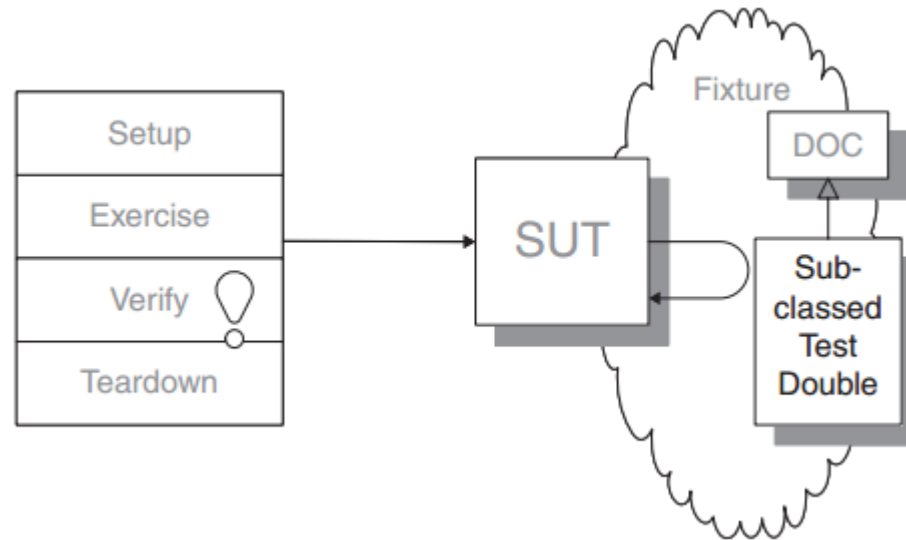 Setup
Exercise
Verify
Teardown
SUT
Fixture
DOC
Sub-
classed
Test
Double